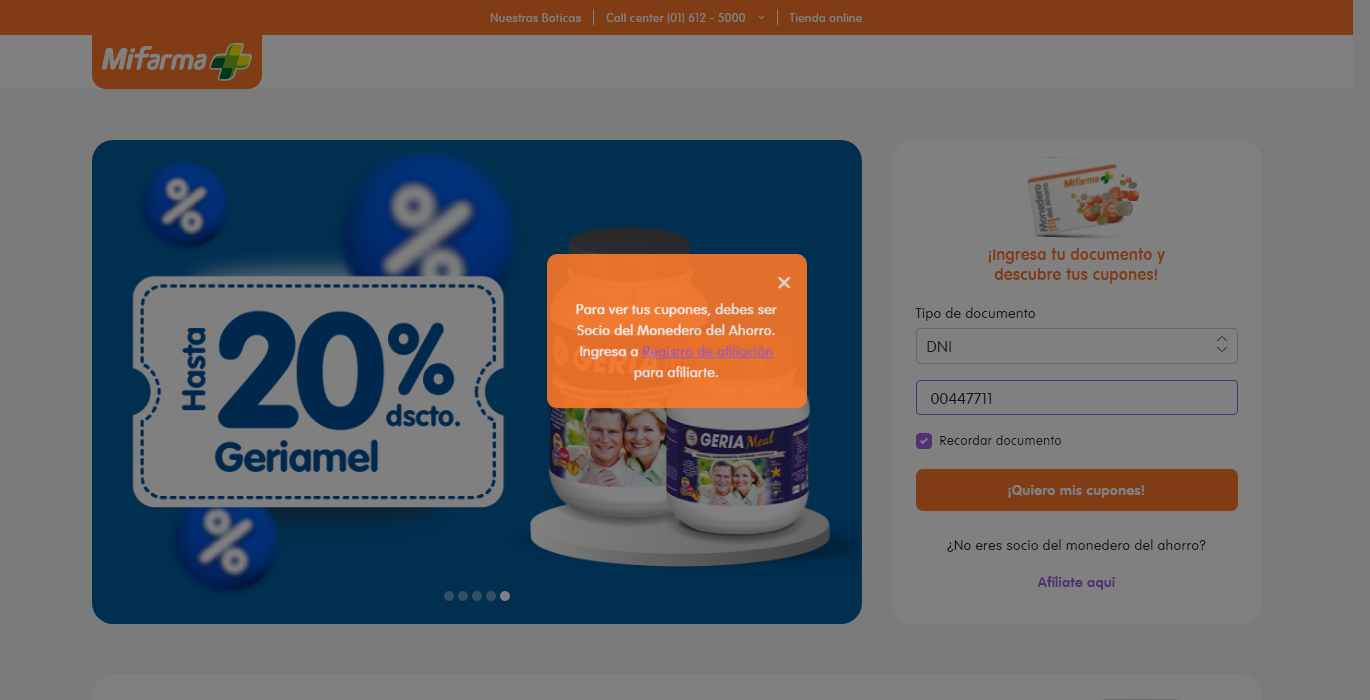 Nuestras Boticas
Call center (01) 612 - 5000
Tienda online
Mifarma
%
%
%
Hasta
20%
dscto.
Geriamel
GERIA Meal
Para ver tus cupones, debes ser
Socio del Monedero del Ahorro.
Ingresa a Registro de afiliación
para afiliarte.
Monedero
del Ahorro
Mifarma
¡Ingresa tu documento y
descubre tus cupones!
Tipo de documento
DNI
00447711
Recordar documento
¡Quiero mis cupones!
¿No eres socio del monedero del ahorro?
Afíliate aquí